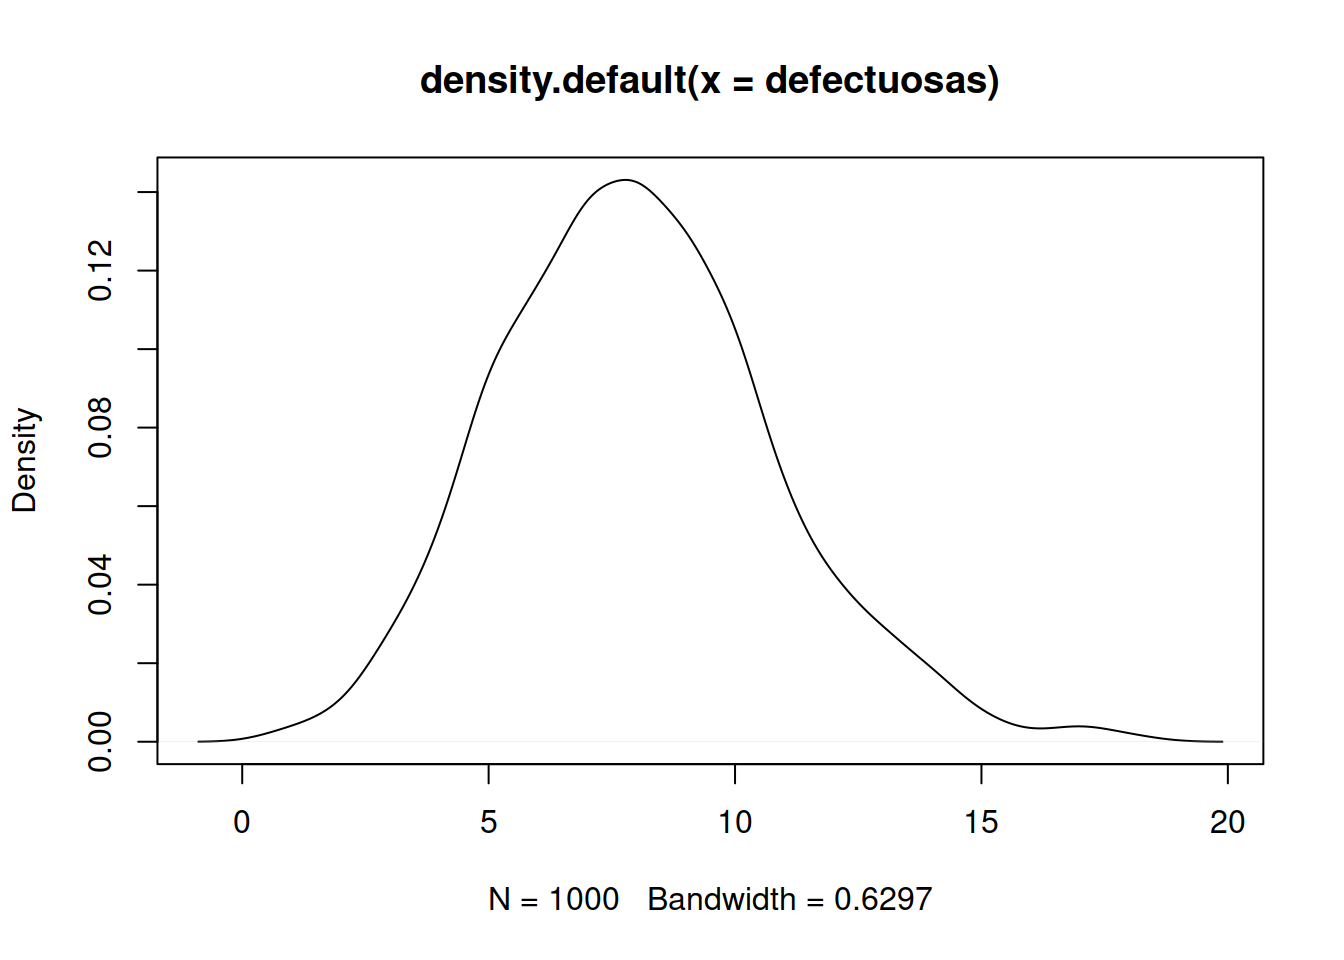 density.default(x = defectuosas)
Density
0.12
0.08
0.04
0.00
0 5 10 15 20
N = 1000 Bandwidth = 0.6297